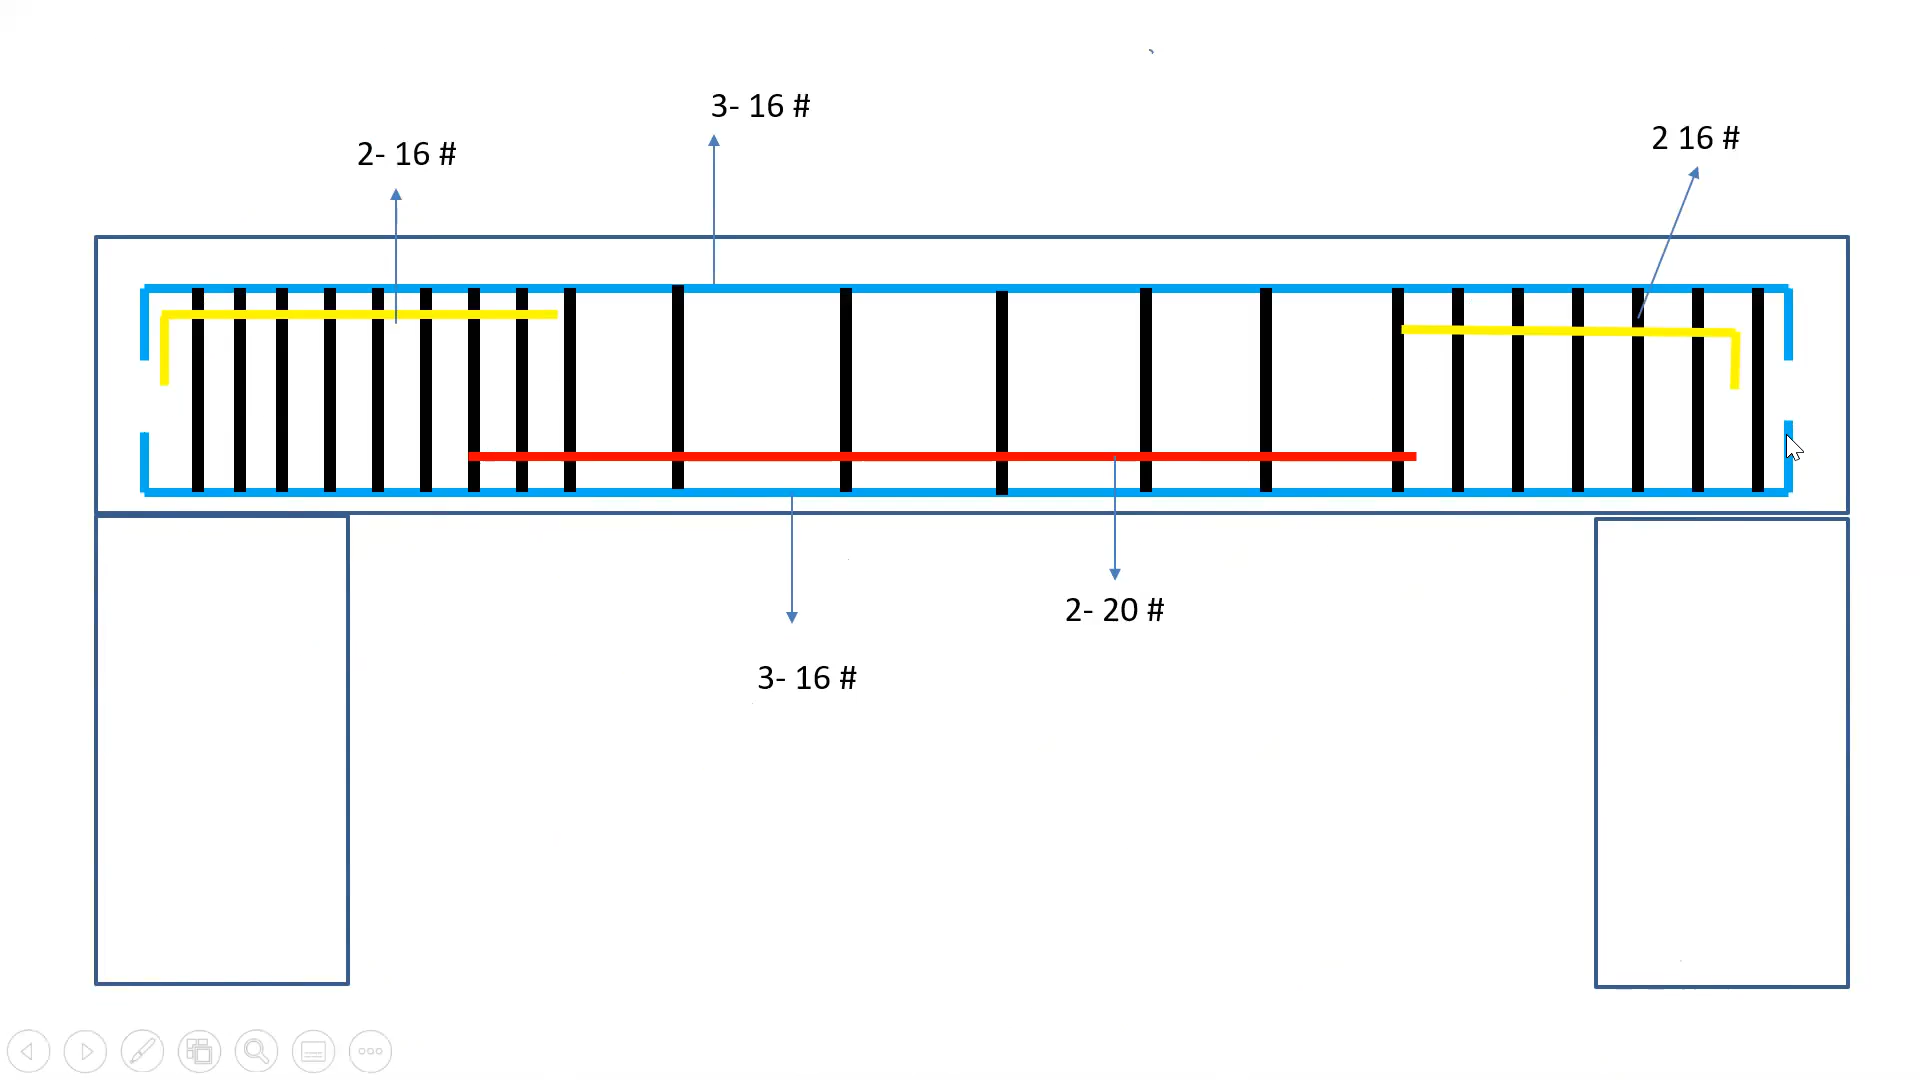 3- 16 #
2- 16 #
2 16 #
2- 20 #
3- 16 #